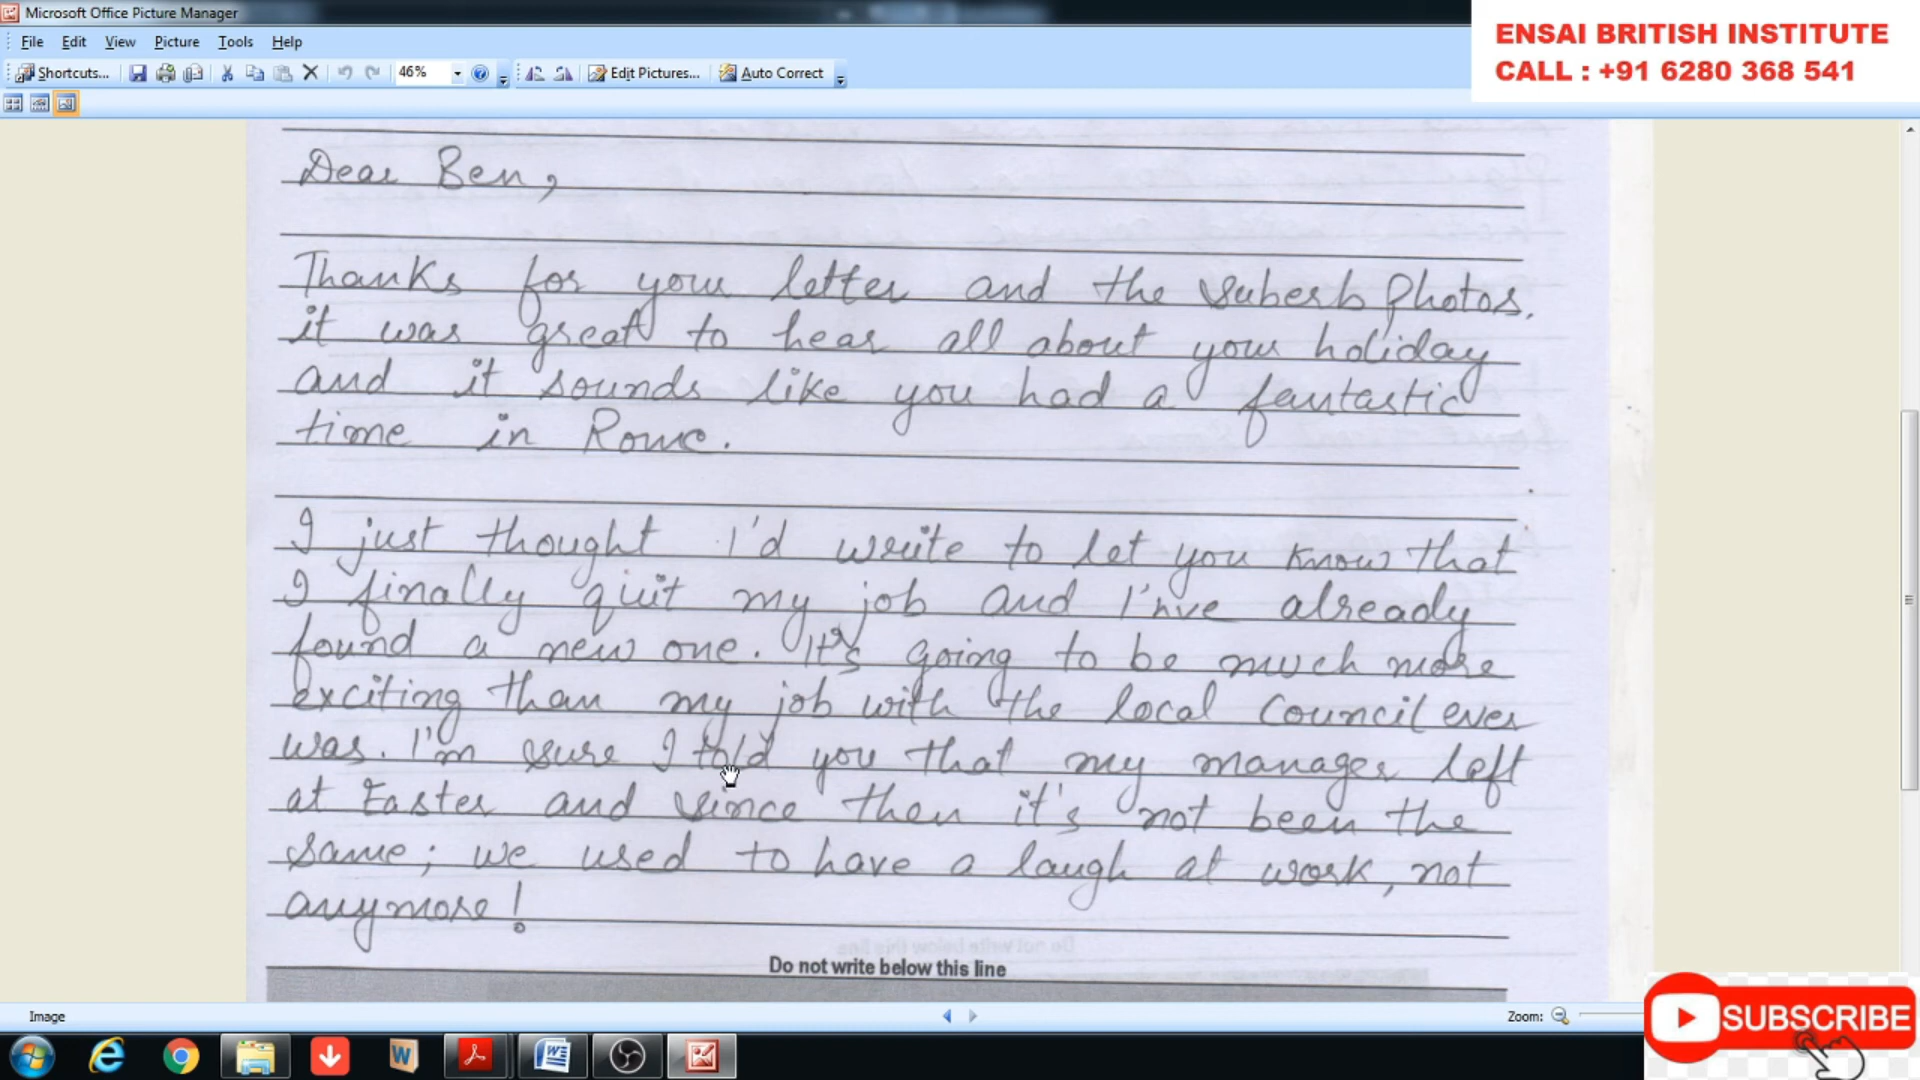 Microsoft Office Picture Manager
File Edit View Picture Tools Help
Shortcuts... 46% Edit Pictures... Auto Correct
ENSAI BRITISH INSTITUTE
CALL : +91 6280 368 541
Dear Ben,
Thanks for your letter and the suberb photos.
it was great to hear all about your holiday
and it sounds like you had a fantastic
time in Rome.
I just thought I'd write to let you know that
I finally quit my job and I'nve already
found a new one. It's going to be much more
exciting than my job with the local Council ever
was. I'm sure I told you that my manager left
at Easter and since then it's not been the
same; we used to have a laugh at work, not
anymore!
Do not write below this line
Image
Zoom:
SUBSCRIBE